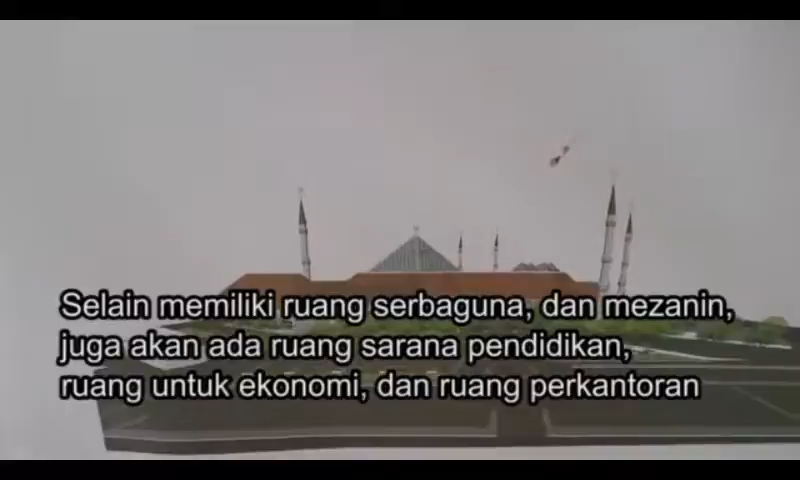 Selain memiliki ruang serbaguna, dan mezanin,
juga akan ada ruang sarana pendidikan,
ruang untuk ekonomi, dan ruang perkantoran